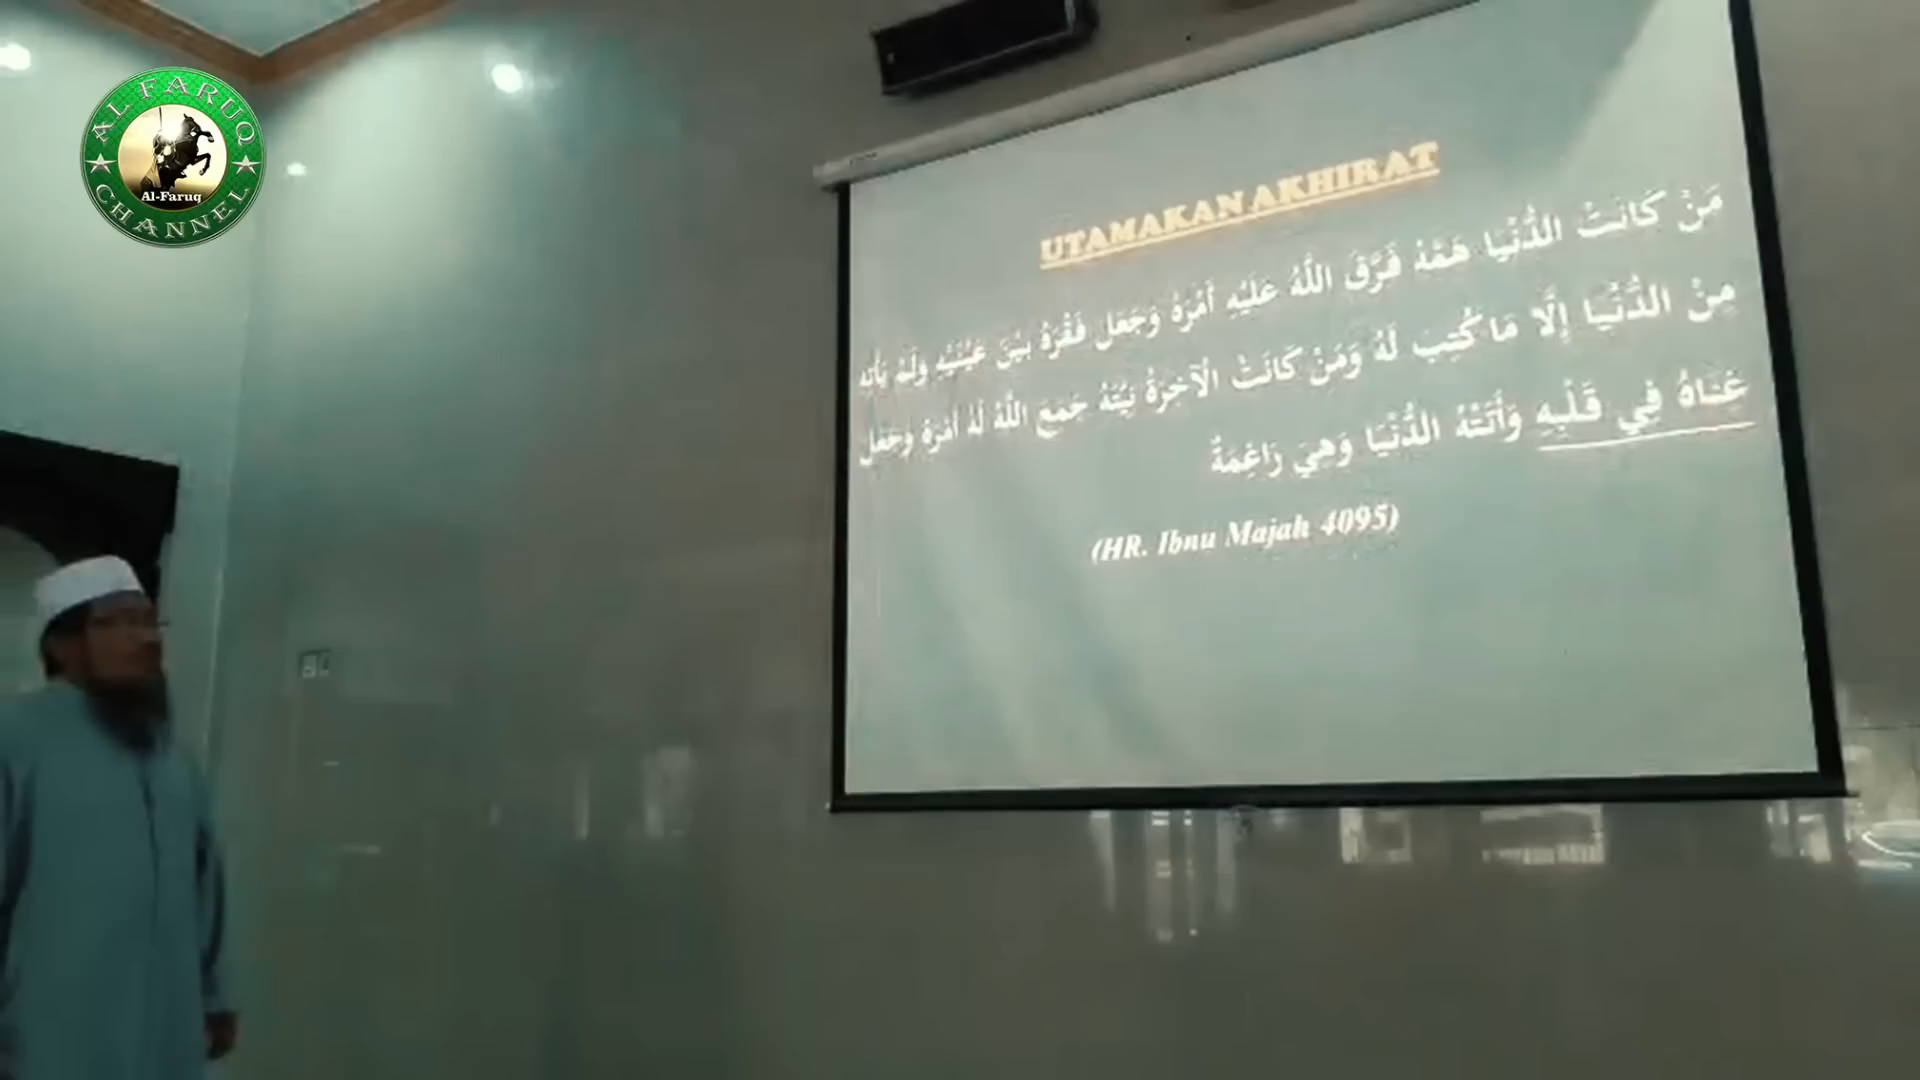 AL FARUQ
Al-Faruq
CHANNEL
UTAMAKAN AKHIRAT
مَنْ كَانَتْ الدُّنْيَا هَمَّهُ فَرَّقَ اللَّهُ عَلَيْهِ أَمْرَهُ وَجَعَلَ فَقْرَهُ بَيْنَ عَيْنَيْهِ وَلَمْ يَأْتِهِ
مِنْ الدُّنْيَا إِلَّا مَا كُتِبَ لَهُ وَمَنْ كَانَتْ الْآخِرَةُ نِيَّتَهُ جَمَعَ اللَّهُ لَهُ أَمْرَهُ وَجَعَلَ
غِنَاهُ فِي قَلْبِهِ وَأَتَتْهُ الدُّنْيَا وَهِيَ رَاغِمَةٌ
(HR. Ibnu Majah 4095)